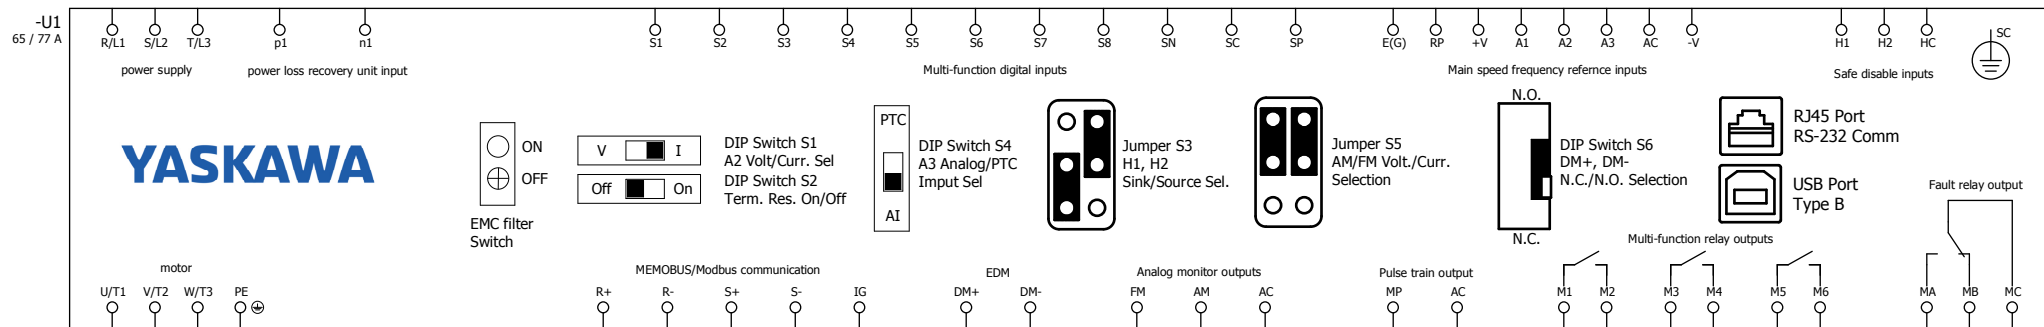 -U1
65 / 77 A
R/L1 S/L2 T/L3 p1 n1 S1 S2 S3 S4 S5 S6 S7 S8 SN SC SP E(G) RP +V A1 A2 A3 AC -V H1 H2 HC SC
power supply power loss recovery unit input Multi-function digital inputs Main speed frequency refernce inputs Safe disable inputs
YASKAWA
ON
OFF
EMC filter
Switch
V I
DIP Switch S1
A2 Volt/Curr. Sel
Off On
DIP Switch S2
Term. Res. On/Off
PTC
AI
DIP Switch S4
A3 Analog/PTC
Imput Sel
Jumper S3
H1, H2
Sink/Source Sel.
Jumper S5
AM/FM Volt./Curr.
Selection
N.O.
N.C.
DIP Switch S6
DM+, DM-
N.C./N.O. Selection
RJ45 Port
RS-232 Comm
USB Port
Type B
Fault relay output
Multi-function relay outputs
motor MEMOBUS/Modbus communication EDM Analog monitor outputs Pulse train output
U/T1 V/T2 W/T3 PE R+ R- S+ S- IG DM+ DM- FM AM AC MP AC M1 M2 M3 M4 M5 M6 MA MB MC